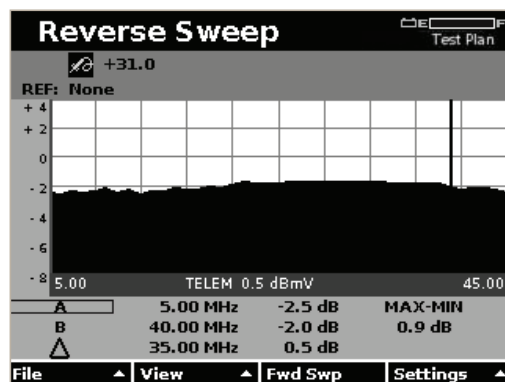 Reverse Sweep
E F
Test Plan
+31.0
REF: None
+ 4
+ 2
0
- 2
- 4
- 6
- 8
5.00 TELEM 0.5 dBmV 45.00
A 5.00 MHz -2.5 dB MAX-MIN
B 40.00 MHz -2.0 dB 0.9 dB
△ 35.00 MHz 0.5 dB
File View Fwd Swp Settings